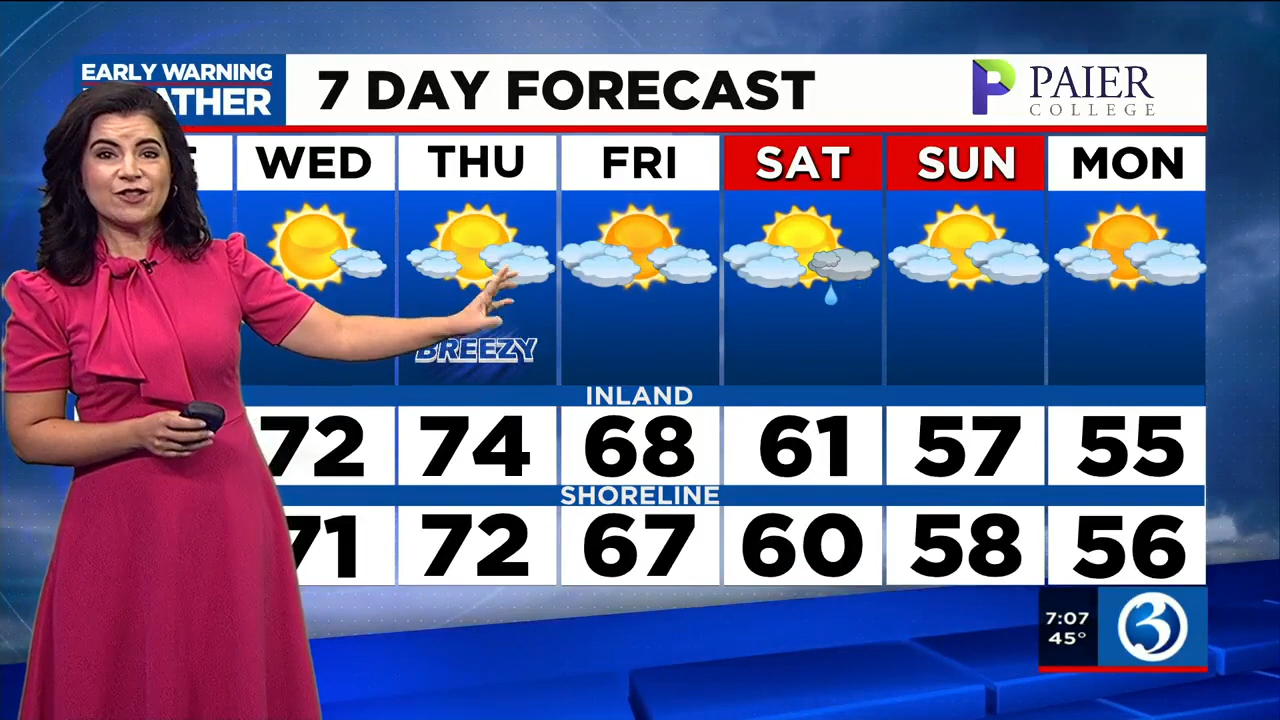 EARLY WARNING
7 DAY FORECAST
PAIER
COLLEGE
WED THU FRI SAT SUN MON
BREEZY
INLAND
72 74 68 61 57 55
SHORELINE
71 72 67 60 58 56
7:07
45°
3